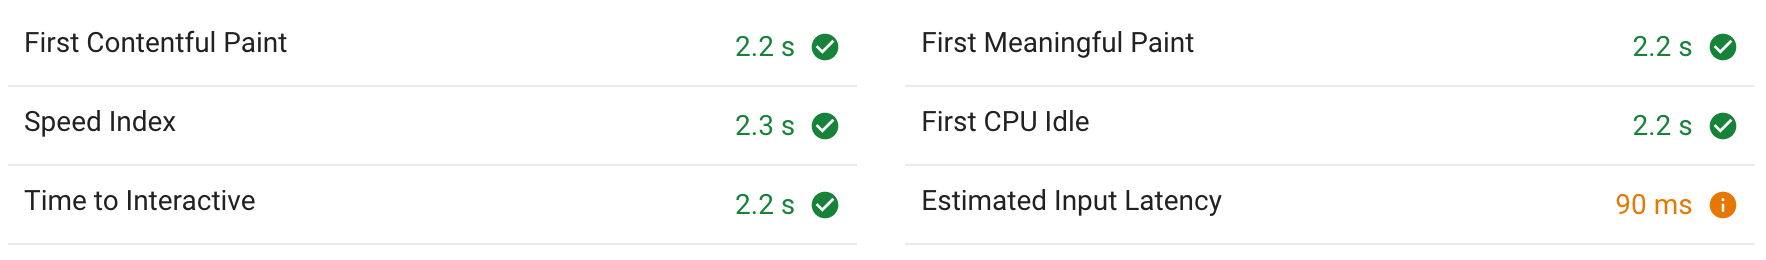 First Contentful Paint 2.2 s
First Meaningful Paint 2.2 s
Speed Index 2.3 s
First CPU Idle 2.2 s
Time to Interactive 2.2 s
Estimated Input Latency 90 ms